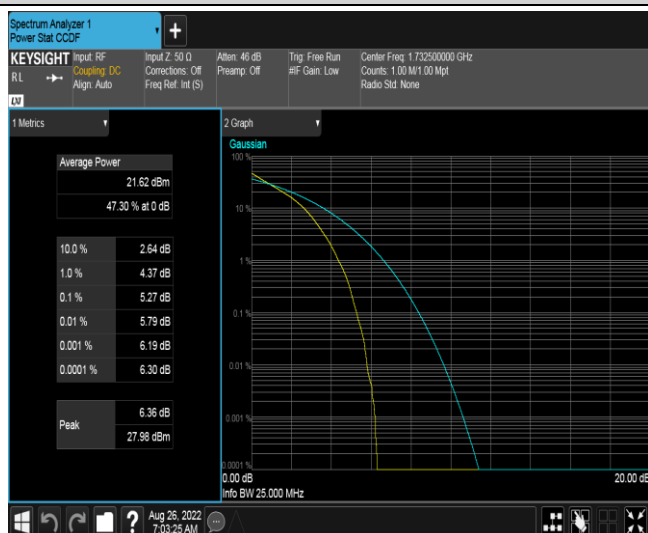 Spectrum Analyzer 1
Power Stat CCDF
+
KEYSIGHT
RL
LXI
Input: RF
Coupling: DC
Align: Auto
Input Z: 50 Ω
Corrections: Off
Freq Ref: Int (S)
Atten: 46 dB
Preamp: Off
Trig: Free Run
#IF Gain: Low
Center Freq: 1.732500000 GHz
Counts: 1.00 M/1.00 Mpt
Radio Std: None
1 Metrics
Average Power
21.62 dBm
47.30 % at 0 dB
10.0 % 2.64 dB
1.0 % 4.37 dB
0.1 % 5.27 dB
0.01 % 5.79 dB
0.001 % 6.19 dB
0.0001 % 6.30 dB
Peak
6.36 dB
27.98 dBm
2 Graph
Gaussian
100 %
10 %
1 %
0.1 %
0.01 %
0.001 %
0.0001 %
0.00 dB 20.00 dB
Info BW 25.000 MHz
?
Aug 26, 2022
7:03:25 AM